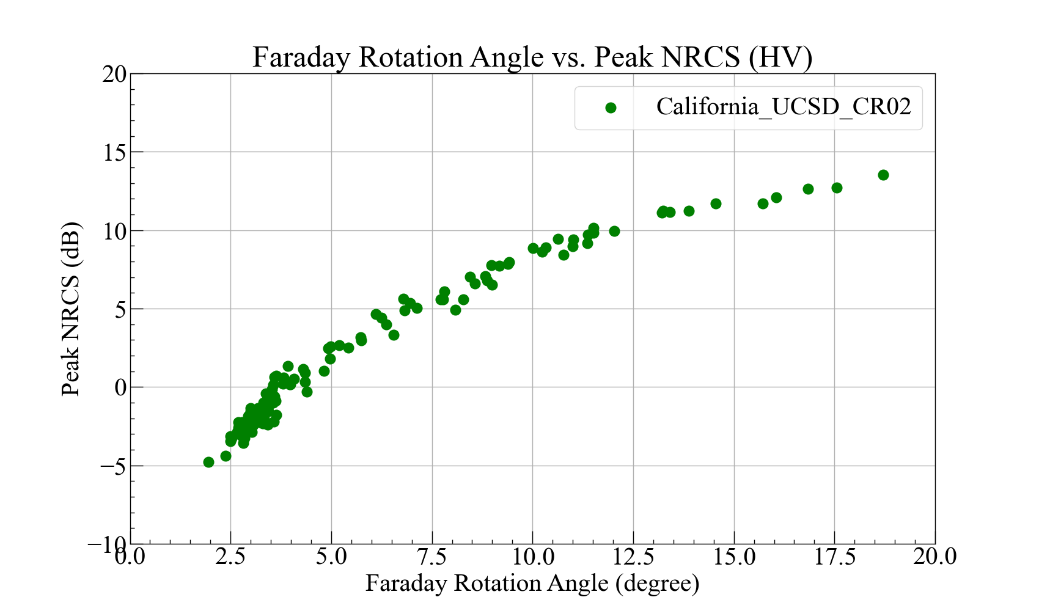 Faraday Rotation Angle vs. Peak NRCS (HV)
California_UCSD_CR02
20
15
10
5
0
−5
−10
Peak NRCS (dB)
0.0 2.5 5.0 7.5 10.0 12.5 15.0 17.5 20.0
Faraday Rotation Angle (degree)